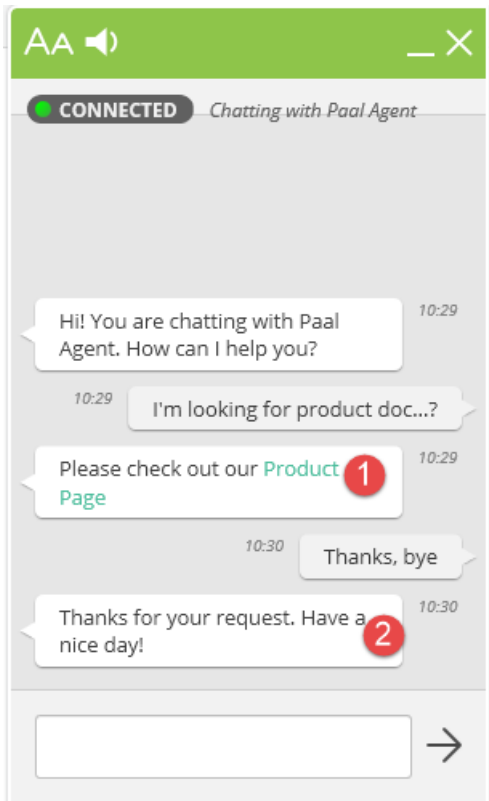 AA
CONNECTED Chatting with Paal Agent
Hi! You are chatting with Paal
Agent. How can I help you?
10:29
10:29
I'm looking for product doc...?
Please check out our Product
Page
1
10:29
10:30
Thanks, bye
Thanks for your request. Have a
nice day!
2
10:30